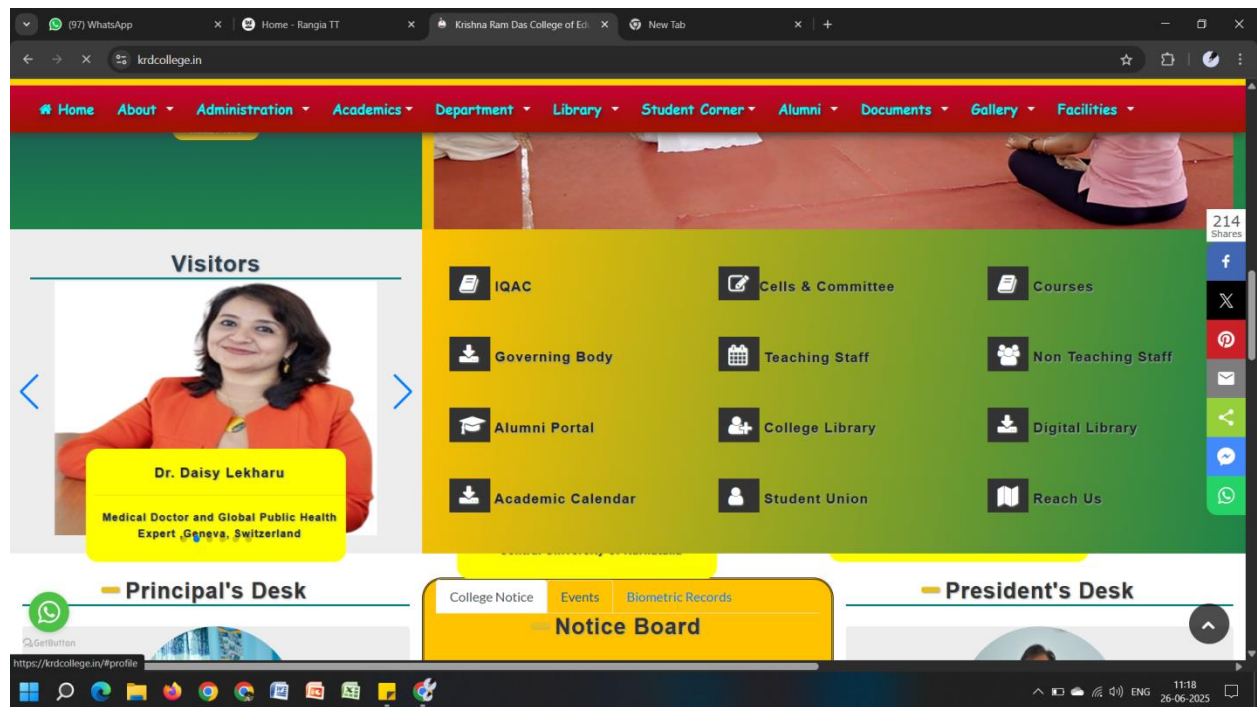 (97) WhatsApp
Home - Rangia TT
Krishna Ram Das College of Edu
New Tab
krdcollege.in
Home About Administration Academics Department Library Student Corner Alumni Documents Gallery Facilities
214
Shares
Visitors
IQAC
Cells & Committee
Courses
Governing Body
Teaching Staff
Non Teaching Staff
Alumni Portal
College Library
Digital Library
Academic Calendar
Student Union
Reach Us
Dr. Daisy Lekharu
Medical Doctor and Global Public Health
Expert ,Geneva, Switzerland
Principal's Desk
College Notice Events Biometric Records
Notice Board
President's Desk
GetButton
https://krdcollege.in/#profile
ENG
11:18
26-06-2025